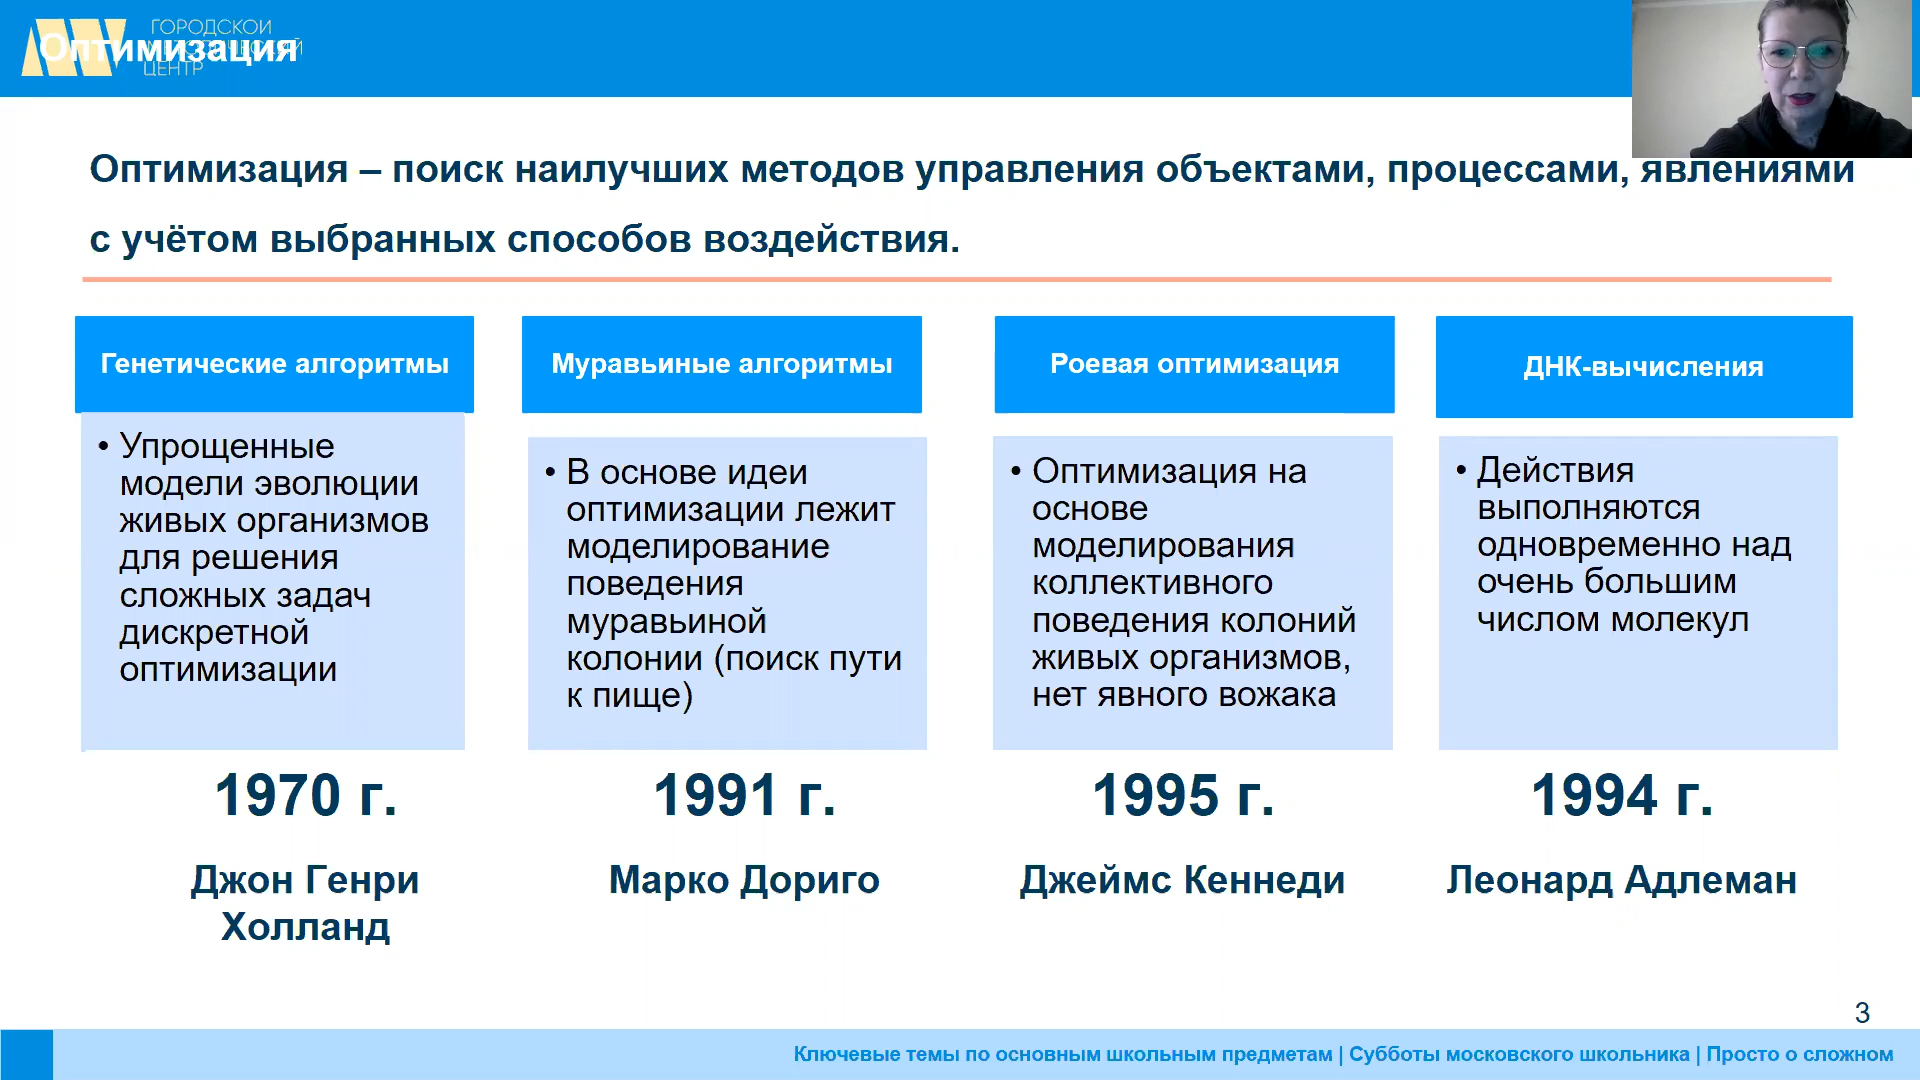 ГОРОДСКОЙ
Оптимизация
ЦЕНТР
Оптимизация – поиск наилучших методов управления объектами, процессами, явлениями
с учётом выбранных способов воздействия.
Генетические алгоритмы
• Упрощенные
модели эволюции
живых организмов
для решения
сложных задач
дискретной
оптимизации
1970 г.
Джон Генри
Холланд
Муравьиные алгоритмы
• В основе идеи
оптимизации лежит
моделирование
поведения
муравьиной
колонии (поиск пути
к пище)
1991 г.
Марко Дориго
Роевая оптимизация
• Оптимизация на
основе
моделирования
коллективного
поведения колоний
живых организмов,
нет явного вожака
1995 г.
Джеймс Кеннеди
ДНК-вычисления
• Действия
выполняются
одновременно над
очень большим
числом молекул
1994 г.
Леонард Адлеман
3
Ключевые темы по основным школьным предметам | Субботы московского школьника | Просто о сложном